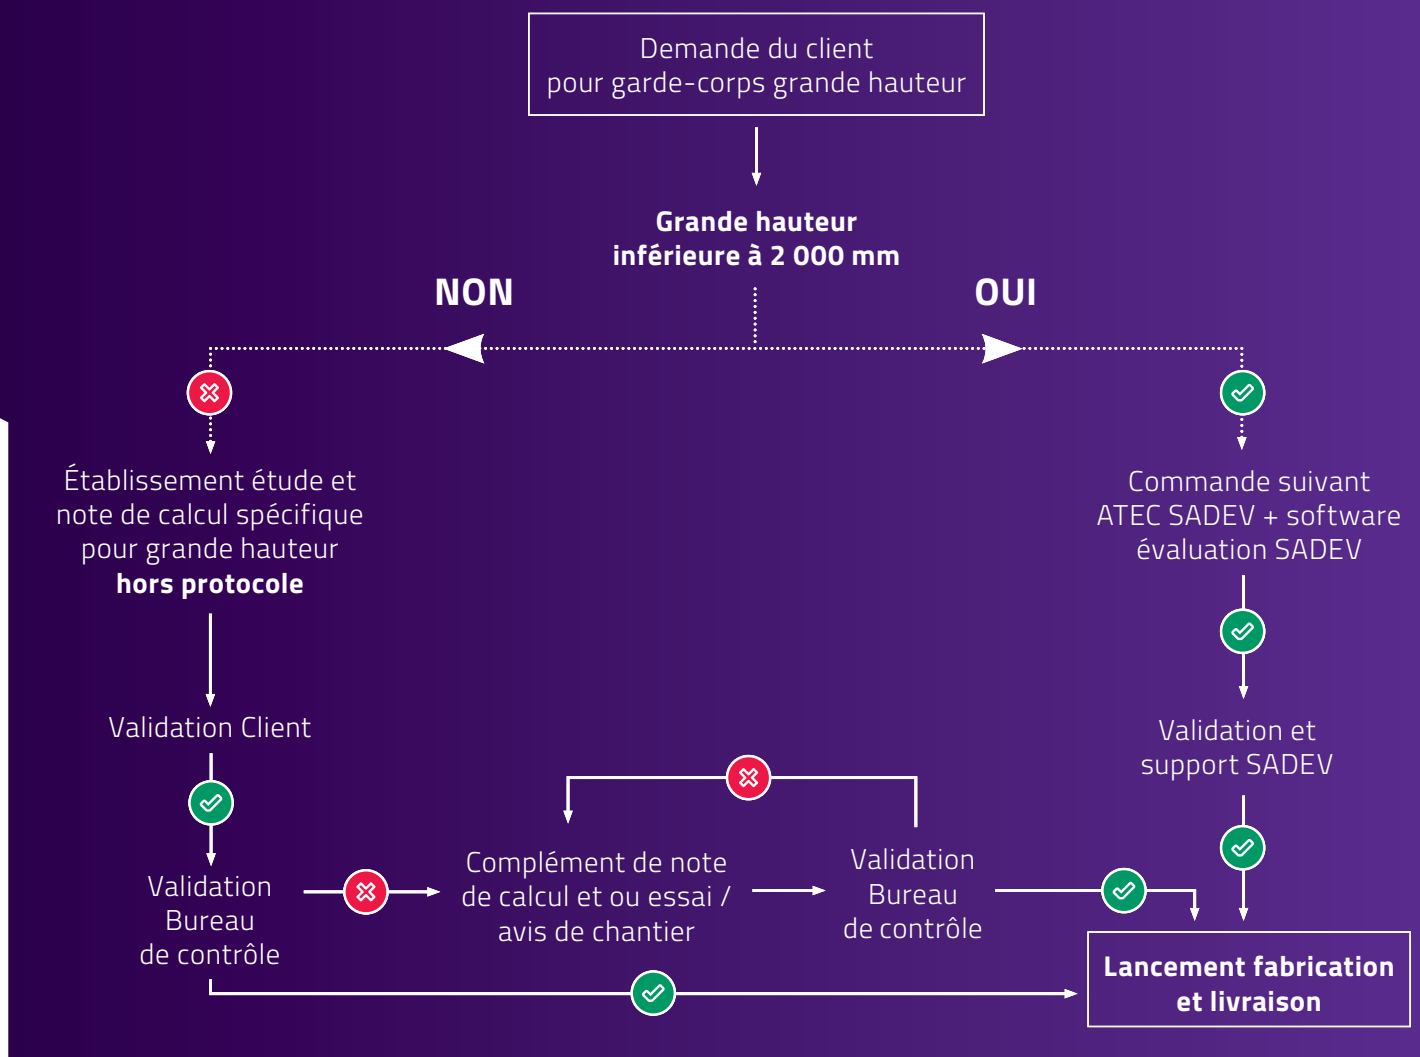 Demande du client
pour garde-corps grande hauteur
Grande hauteur
inférieure à 2 000 mm
NON
OUI
Établissement étude et
note de calcul spécifique
pour grande hauteur
hors protocole
Commande suivant
ATEC SADEV + software
évaluation SADEV
Validation Client
Validation et
support SADEV
Validation
Bureau
de contrôle
Complément de note
de calcul et ou essai /
avis de chantier
Validation
Bureau
de contrôle
Lancement fabrication
et livraison